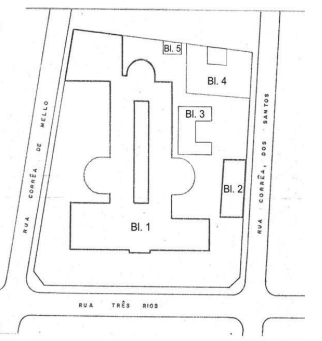 Bl. 5
Bl. 4
Bl. 3
Bl. 2
Bl. 1
RUA CORRÊA DE MELLO
RUA CORRÊA, DOS SANTOS
RUA TRÊS RIOS